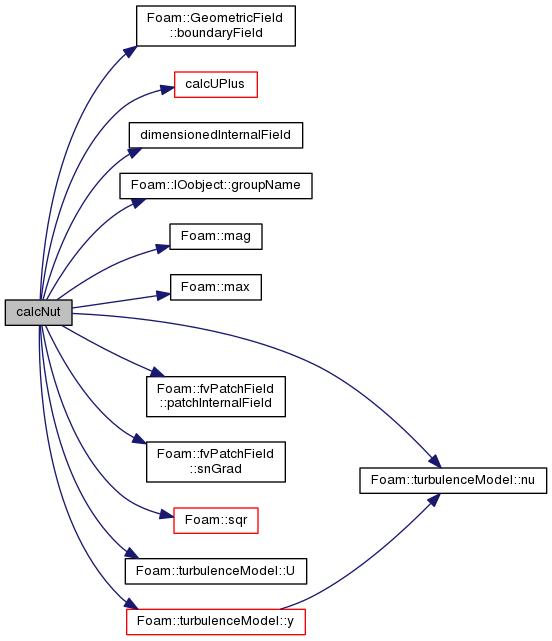 Foam::GeometricField
::boundaryField
calcUPlus
dimensionedInternalField
Foam::IOobject::groupName
Foam::mag
Foam::max
calcNut
Foam::fvPatchField
::patchInternalField
Foam::fvPatchField
::snGrad
Foam::turbulenceModel::nu
Foam::sqr
Foam::turbulenceModel::U
Foam::turbulenceModel::y